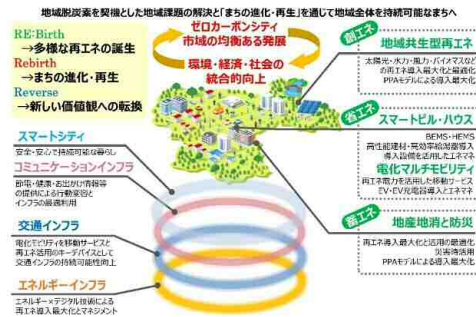 地域脱炭素を契機とした地域課題の解決と「まちの進化・再生」を通じて地域全体を持続可能なまちへ
RE:Birth
→多様な再エネの誕生
Rebirth
→まちの進化・再生
Reverse
→新しい価値観への転換
ゼロカーボンシティ
市域の均衡ある発展
環境・経済・社会の
統合的向上
創エネ
地域共生型再エネ
太陽光・水力・風力・バイオマスなど
の再エネ導入最大化と最適化
PPAモデルによる導入最大化
省エネ
スマートビル・ハウス
BEMS・HEMS
高性能建材・高効率給湯器導入
導入設備を活用したエネマネ
電化マルチモビリティ
再エネ電力を活用した移動サービス
EV・EV充電器導入とエネマネ
蓄エネ
地産地消と防災
再エネ導入最大化と活用の最適化
災害時活用
PPAモデルによる導入最大化
スマートシティ
安全・安心で持続可能な暮らし
コミュニケーションインフラ
節電・健康・お出かけ情報等
の提供による行動変容と
インフラの最適利用
交通インフラ
電化モビリティを移動サービスと
再エネ活用のキーデバイスとして
交通インフラの持続可能性向上
エネルギーインフラ
エネルギー×デジタル技術による
再エネ導入最大化とマネジメント